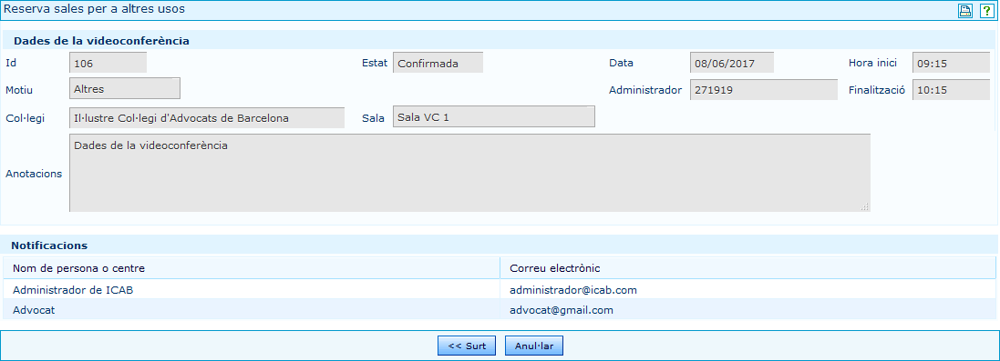 Reserva sales per a altres usos
?
Dades de la videoconferència
Id 106 Estat Confirmada Data 08/06/2017 Hora inici 09:15
Motiu Altres Administrador 271919 Finalització 10:15
Col·legi Il·lustre Col·legi d'Advocats de Barcelona Sala Sala VC 1
Anotacions Dades de la videoconferència
Notificacions
Nom de persona o centre Correu electrònic
Administrador de ICAB administrador@icab.com
Advocat advocat@gmail.com
<< Surt Anul·lar